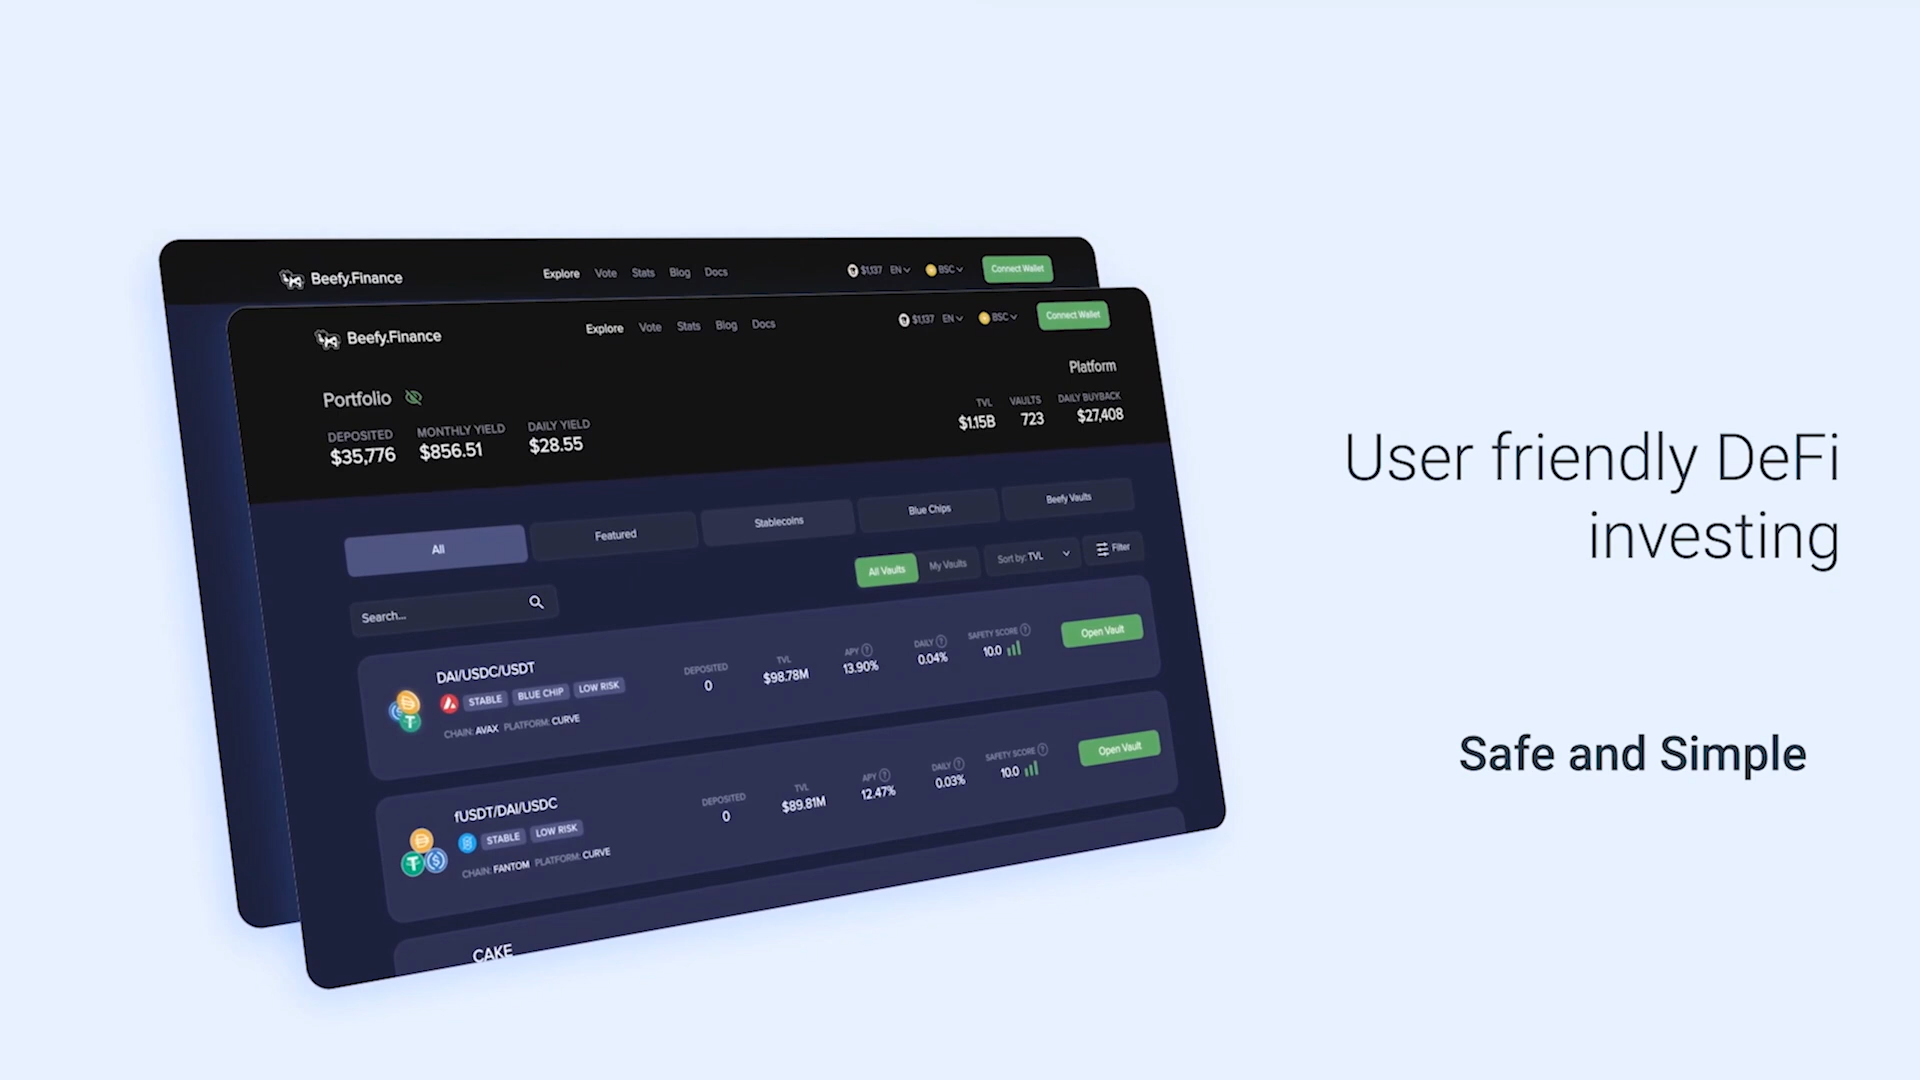 Beefy.Finance
Explore Vote Stats Blog Docs
$1,137 EN BSC Connect Wallet
Beefy.Finance
Explore Vote Stats Blog Docs
$1,137 EN BSC Connect Wallet
Portfolio
Platform
DEPOSITED MONTHLY YIELD DAILY YIELD
$35,776 $856.51 $28.55
TVL VAULTS DAILY BUYBACK
$1.15B 723 $27,408
All Featured Stablecoins Blue Chips Beefy Vaults
All Vaults My Vaults Sort by: TVL Filter
Search...
DAI/USDC/USDT
STABLE BLUE CHIP LOW RISK
CHAIN: AVAX PLATFORM: CURVE
DEPOSITED TVL APY DAILY SAFETY SCORE
0 $98.78M 13.90% 0.04% 10.0
Open Vault
fUSDT/DAI/USDC
STABLE LOW RISK
CHAIN: FANTOM PLATFORM: CURVE
DEPOSITED TVL APY DAILY SAFETY SCORE
0 $89.81M 12.47% 0.03% 10.0
Open Vault
CAKE
User friendly DeFi
investing
Safe and Simple